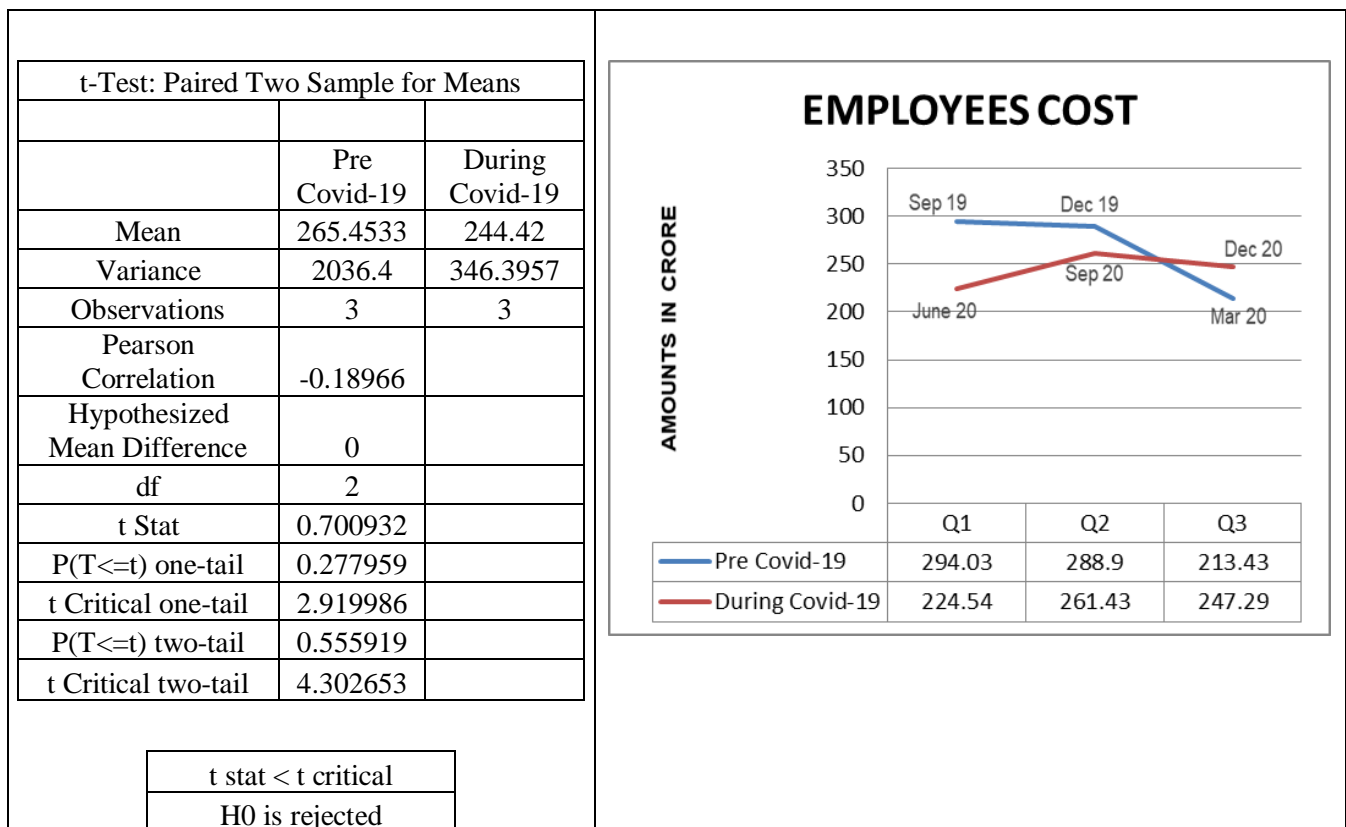 t-Test: Paired Two Sample for Means
Pre Covid-19 During Covid-19
Mean 265.4533 244.42
Variance 2036.4 346.3957
Observations 3 3
Pearson
Correlation -0.18966
Hypothesized
Mean Difference 0
df 2
t Stat 0.700932
P(T<=t) one-tail 0.277959
t Critical one-tail 2.919986
P(T<=t) two-tail 0.555919
t Critical two-tail 4.302653
t stat < t critical
H0 is rejected
EMPLOYEES COST
AMOUNTS IN CRORE
350
300
250
200
150
100
50
0
Sep 19 Dec 19
Dec 20
Sep 20
June 20 Mar 20
Q1 Q2 Q3
Pre Covid-19 294.03 288.9 213.43
During Covid-19 224.54 261.43 247.29